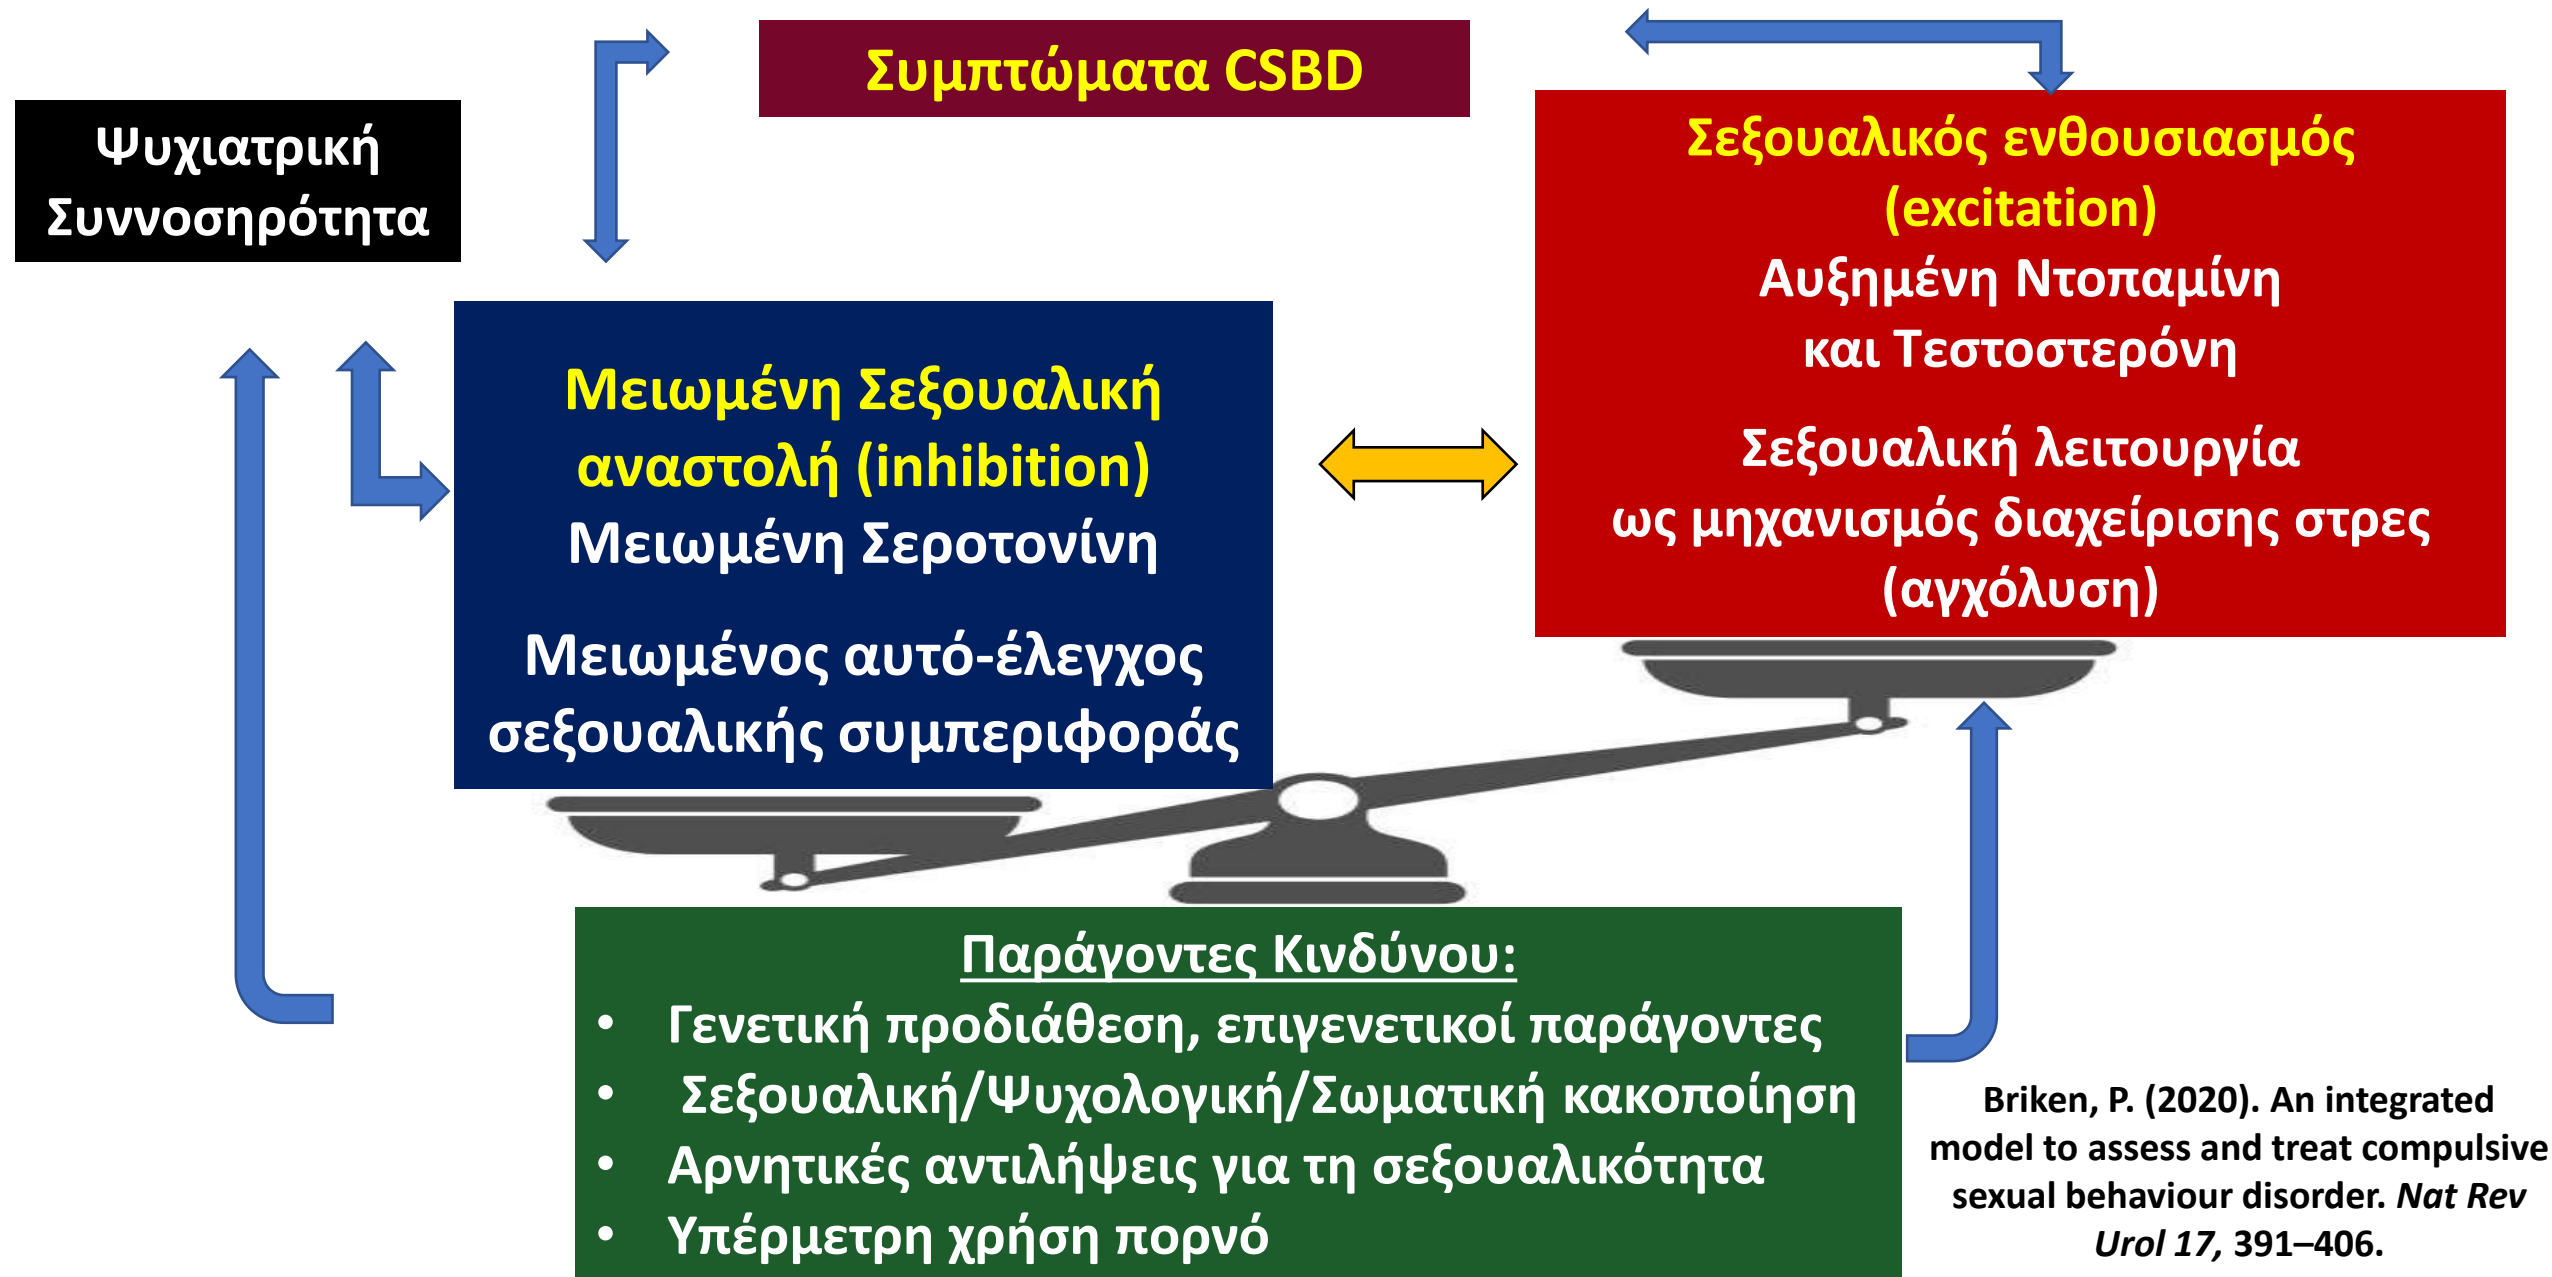 Συμπτώματα CSBD
Ψυχιατρική
Συννοσηρότητα
Σεξουαλικός ενθουσιασμός
(excitation)
Αυξημένη Ντοπαμίνη
και Τεστοστερόνη
Σεξουαλική λειτουργία
ως μηχανισμός διαχείρισης στρες
(αγχόλυση)
Μειωμένη Σεξουαλική
αναστολή (inhibition)
Μειωμένη Σεροτονίνη
Μειωμένος αυτό-έλεγχος
σεξουαλικής συμπεριφοράς
Παράγοντες Κινδύνου:
• Γενετική προδιάθεση, επιγενετικοί παράγοντες
• Σεξουαλική/Ψυχολογική/Σωματική κακοποίηση
• Αρνητικές αντιλήψεις για τη σεξουαλικότητα
• Υπέρμετρη χρήση πορνό
Briken, P. (2020). An integrated
model to assess and treat compulsive
sexual behaviour disorder. Nat Rev
Urol 17, 391–406.